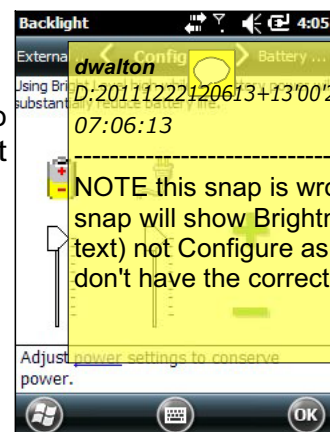 Backlight 4:05
Externa Config Battery ...
dwalton
Using Brig
D:20111222120613+13'00'2
substantially reduce battery life.
07:06:13
--------------------------------
NOTE this snap is wro
snap will show Brightn
text) not Configure as
don't have the correct
Adjust power settings to conserve
power.
OK